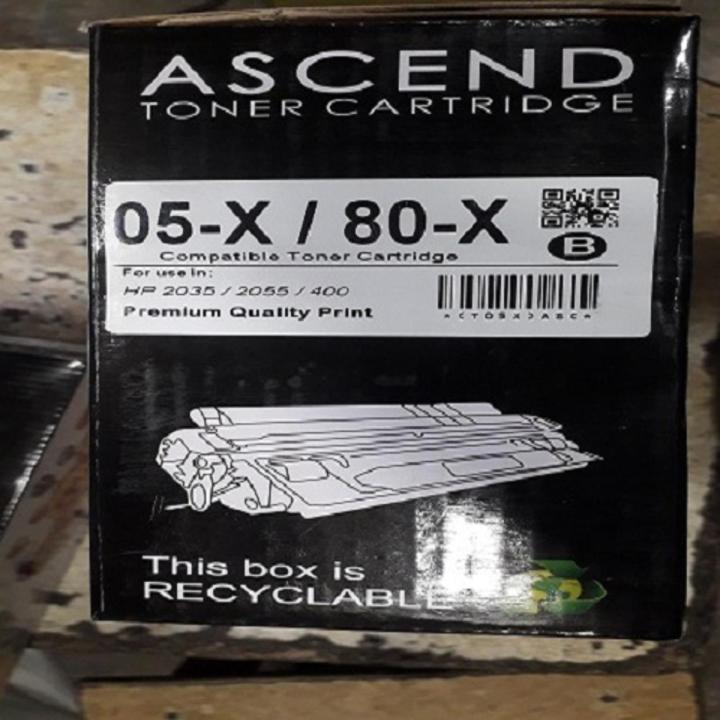 ASCEND
TONER CARTRIDGE
05-X / 80-X
B
Compatible Toner Cartridge
For use in:
HP 2035 / 2055 / 400
Premium Quality Print
This box is
RECYCLABLE